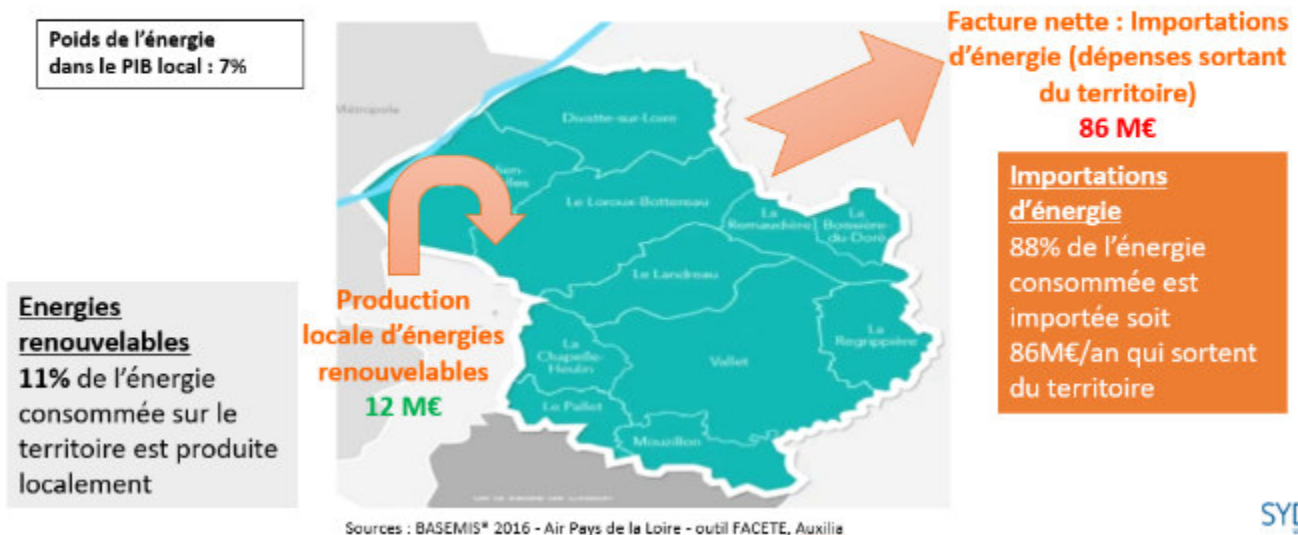 Poids de l'énergie
dans le PIB local : 7%
Facture nette : Importations
d'énergie (dépenses sortant
du territoire)
86 M€
Métropole
Divatte-sur-Loire
Le Loroux-Bottereau
La
Remaudière
La
Boissière-
du-Doré
Le Landreau
La
Regrippière
La
Chapelle-
Heulin
Vallet
Le Pallet
Mouzillon
Importations
d'énergie
88% de l'énergie
consommée est
importée soit
86M€/an qui sortent
du territoire
Energies
renouvelables
11% de l'énergie
consommée sur le
territoire est produite
localement
Production
locale d'énergies
renouvelables
12 M€
Sources : BASEMIS® 2016 - Air Pays de la Loire - outil FACETE, Auxilia